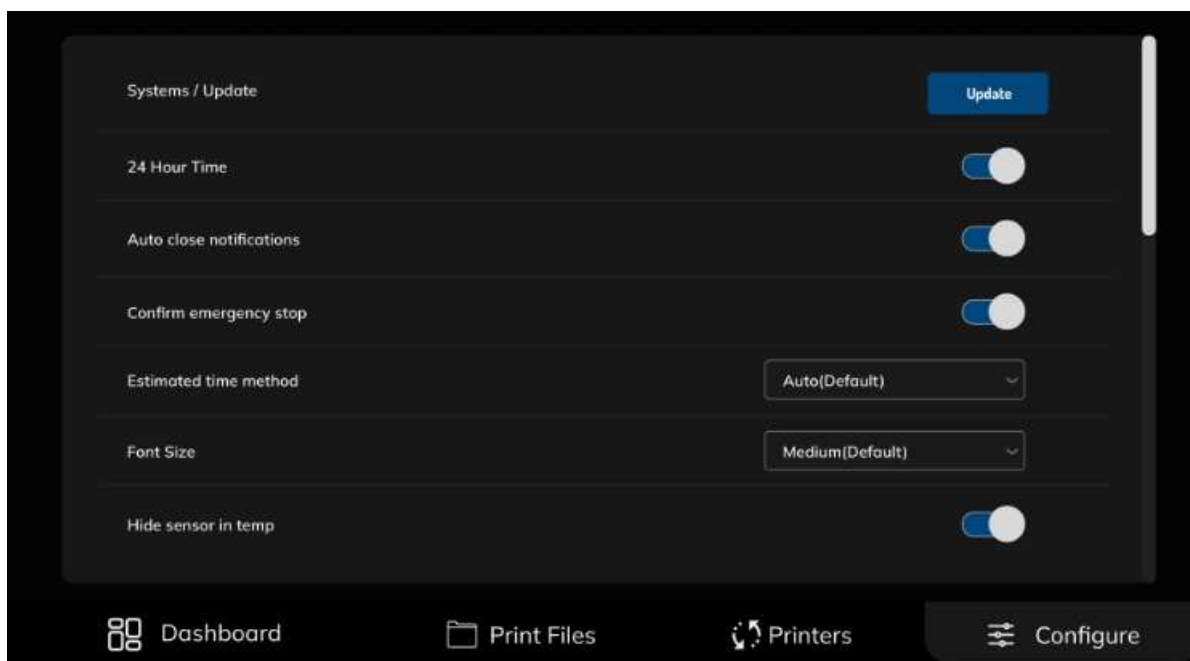 Systems / Update
Update
24 Hour Time
Auto close notifications
Confirm emergency stop
Estimated time method
Auto(Default)
Font Size
Medium(Default)
Hide sensor in temp
Dashboard
Print Files
Printers
Configure